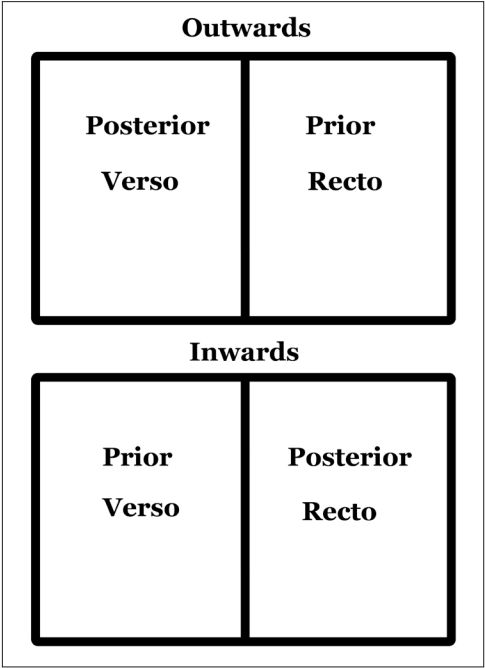 Outwards
Posterior Prior
Verso Recto
Inwards
Prior Posterior
Verso Recto